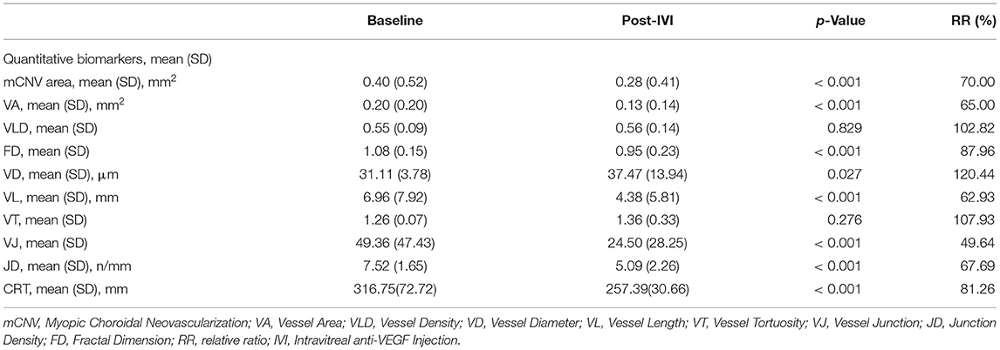 Baseline Post-IVI p-Value RR (%)
Quantitative biomarkers, mean (SD)
mCNV area, mean (SD), mm² 0.40 (0.52) 0.28 (0.41) < 0.001 70.00
VA, mean (SD), mm² 0.20 (0.20) 0.13 (0.14) < 0.001 65.00
VLD, mean (SD) 0.55 (0.09) 0.56 (0.14) 0.829 102.82
FD, mean (SD) 1.08 (0.15) 0.95 (0.23) < 0.001 87.96
VD, mean (SD), μm 31.11 (3.78) 37.47 (13.94) 0.027 120.44
VL, mean (SD), mm 6.96 (7.92) 4.38 (5.81) < 0.001 62.93
VT, mean (SD) 1.26 (0.07) 1.36 (0.33) 0.276 107.93
VJ, mean (SD) 49.36 (47.43) 24.50 (28.25) < 0.001 49.64
JD, mean (SD), n/mm 7.52 (1.65) 5.09 (2.26) < 0.001 67.69
CRT, mean (SD), mm 316.75(72.72) 257.39(30.66) < 0.001 81.26
mCNV, Myopic Choroidal Neovascularization; VA, Vessel Area; VLD, Vessel Density; VD, Vessel Diameter; VL, Vessel Length; VT, Vessel Tortuosity; VJ, Vessel Junction; JD, Junction
Density; FD, Fractal Dimension; RR, relative ratio; IVI, Intravitreal anti-VEGF Injection.